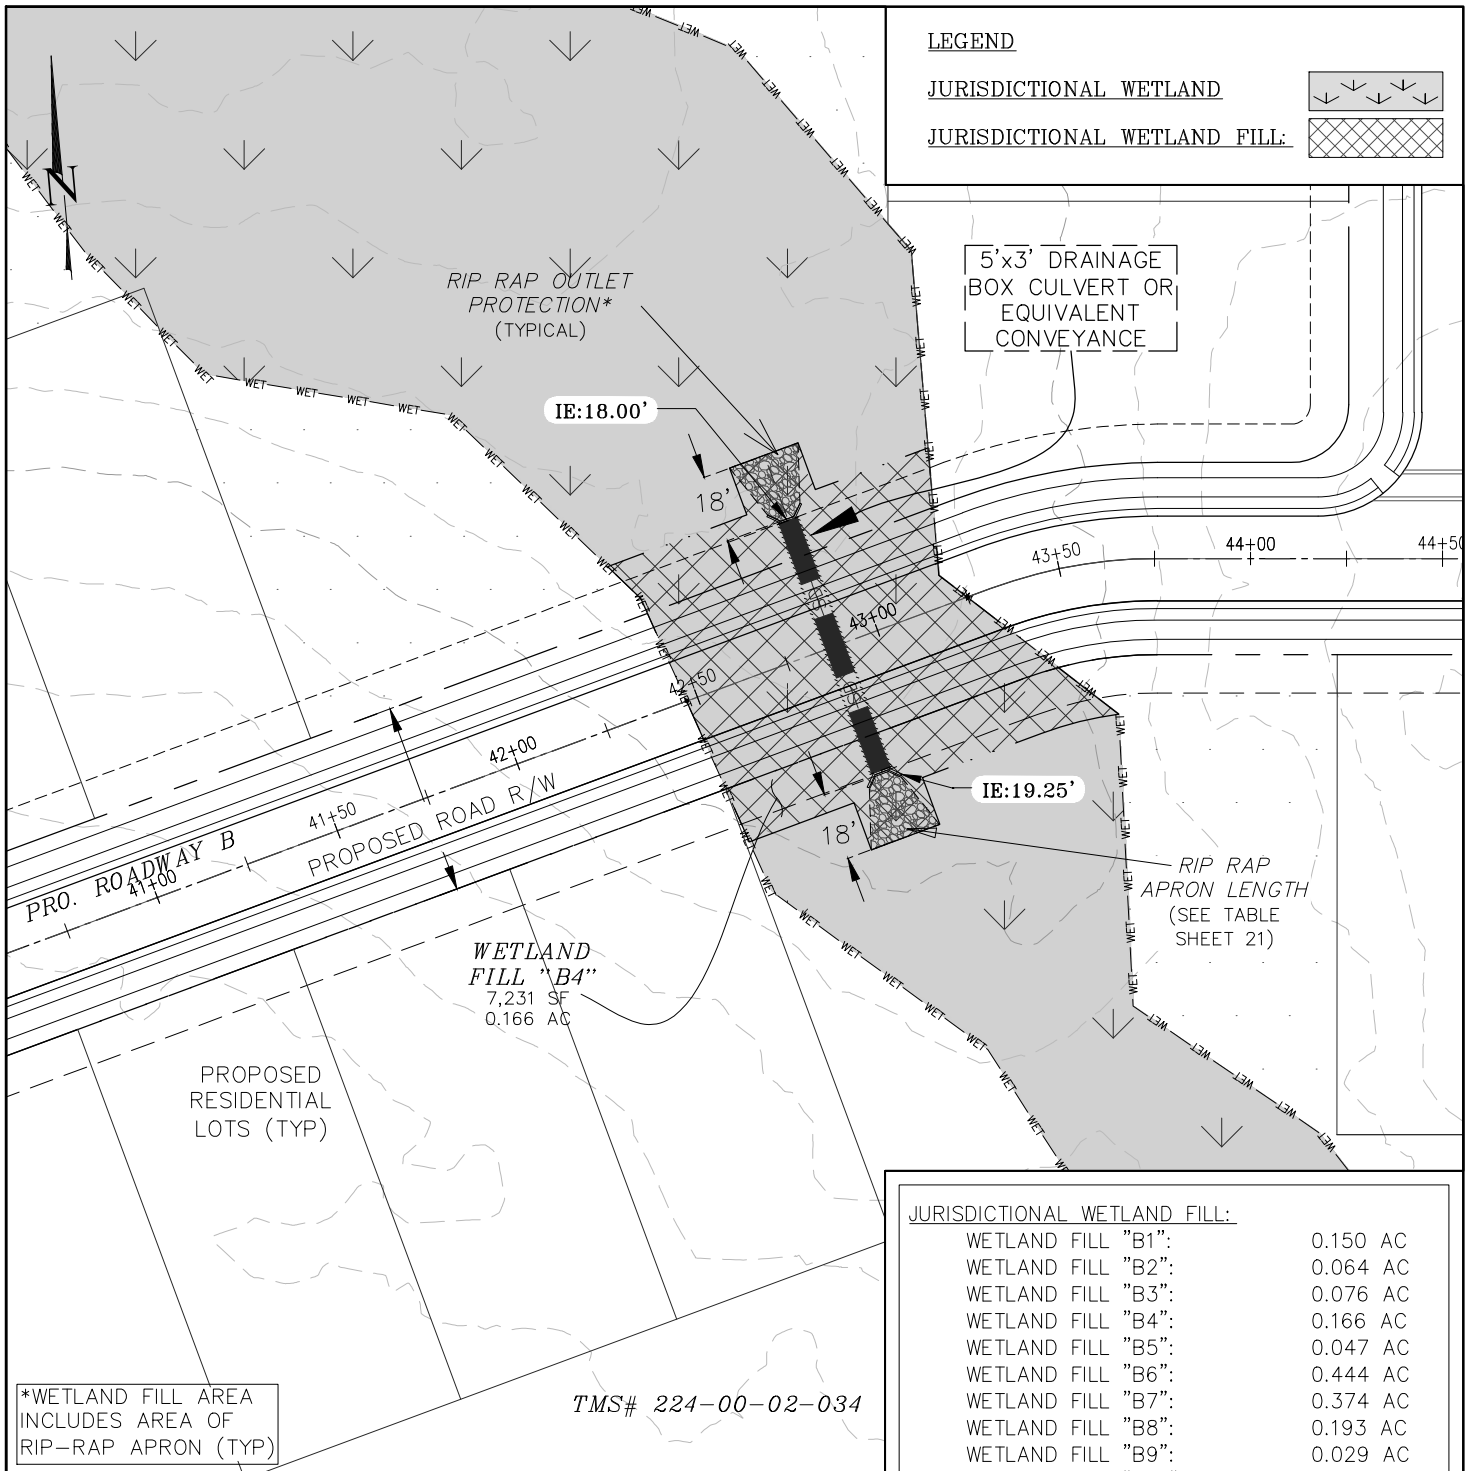 LEGEND
JURISDICTIONAL WETLAND
JURISDICTIONAL WETLAND FILL:
N
5'x3' DRAINAGE
BOX CULVERT OR
EQUIVALENT
CONVEYANCE
RIP RAP OUTLET
PROTECTION*
(TYPICAL)
IE:18.00'
18'
43+50
44+00
44+50
43+00
42+50
42+00
41+50
41+00
PROPOSED ROAD R/W
PRO. ROADWAY B
IE:19.25'
18'
RIP RAP
APRON LENGTH
(SEE TABLE
SHEET 21)
WETLAND
FILL "B4"
7,231 SF
0.166 AC
PROPOSED
RESIDENTIAL
LOTS (TYP)
WET WET WET WET
*WETLAND FILL AREA
INCLUDES AREA OF
RIP-RAP APRON (TYP)
TMS# 224-00-02-034
JURISDICTIONAL WETLAND FILL:
WETLAND FILL "B1": 0.150 AC
WETLAND FILL "B2": 0.064 AC
WETLAND FILL "B3": 0.076 AC
WETLAND FILL "B4": 0.166 AC
WETLAND FILL "B5": 0.047 AC
WETLAND FILL "B6": 0.444 AC
WETLAND FILL "B7": 0.374 AC
WETLAND FILL "B8": 0.193 AC
WETLAND FILL "B9": 0.029 AC